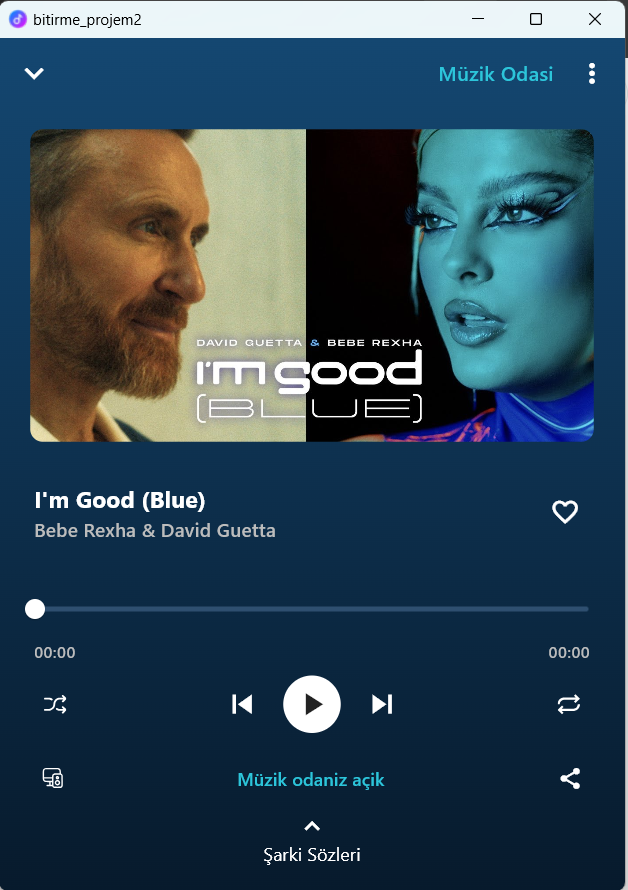 bitirme_projem2
Müzik Odasi
DAVID GUETTA & BEBE REXHA
I'm good
(BLUE)
I'm Good (Blue)
Bebe Rexha & David Guetta
00:00 00:00
Müzik odaniz açik
Şarki Sözleri